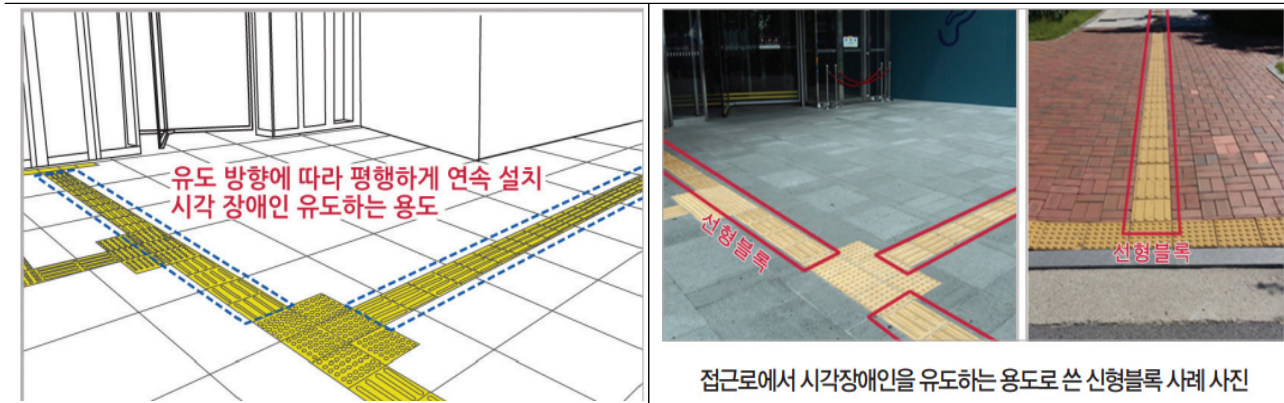 유도 방향에 따라 평행하게 연속 설치
시각 장애인 유도하는 용도
선형블록
선형블록
접근로에서 시각장애인을 유도하는 용도로 쓴 신형블록 사례 사진